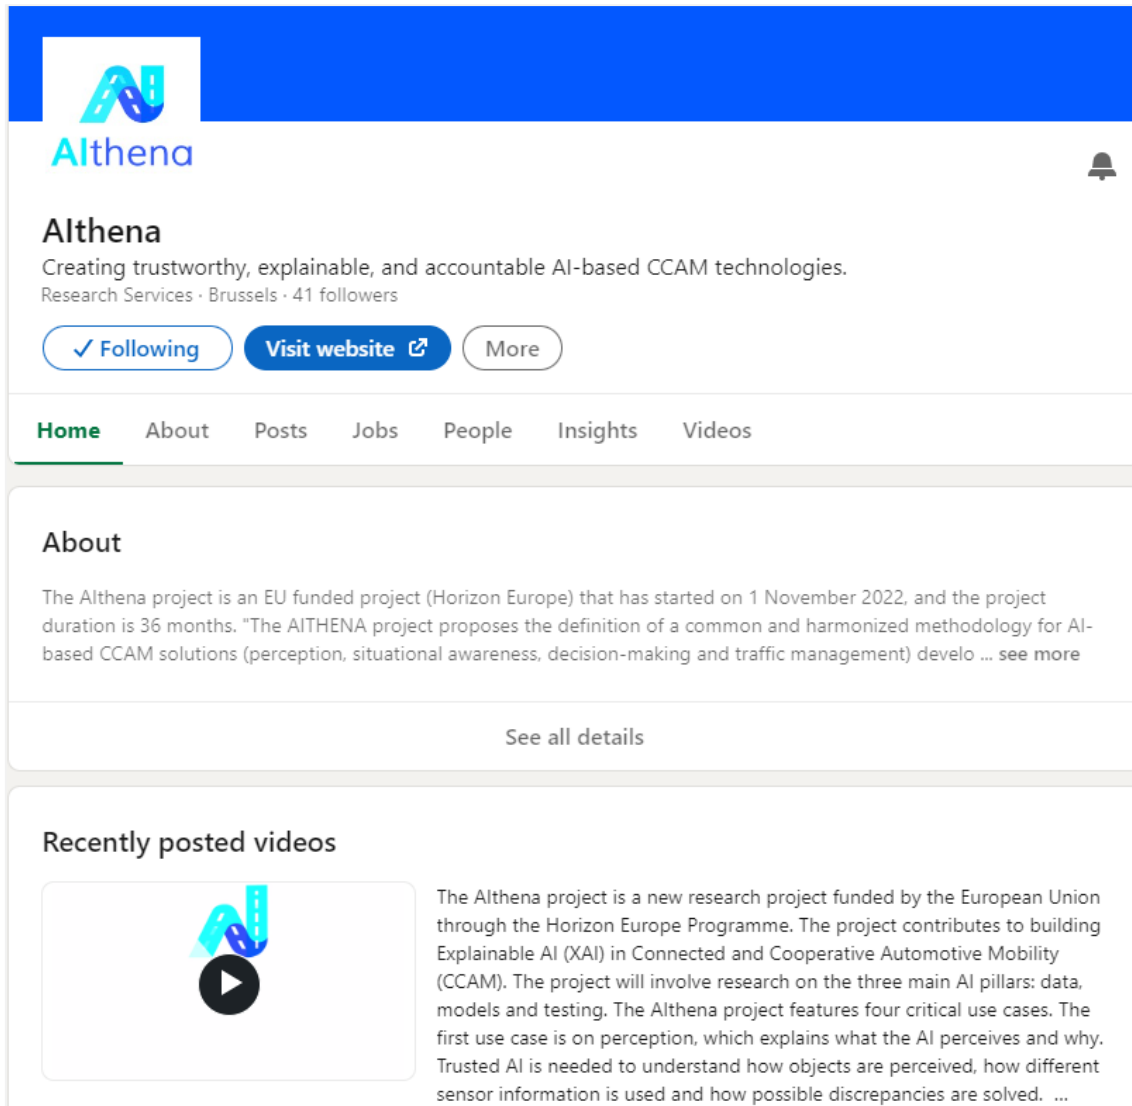 AIthena
AIthena
Creating trustworthy, explainable, and accountable AI-based CCAM technologies.
Research Services · Brussels · 41 followers
Following
Visit website
More
Home
About
Posts
Jobs
People
Insights
Videos
About
The AIthena project is an EU funded project (Horizon Europe) that has started on 1 November 2022, and the project
duration is 36 months. "The AITHENA project proposes the definition of a common and harmonized methodology for AI-
based CCAM solutions (perception, situational awareness, decision-making and traffic management) develo ... see more
See all details
Recently posted videos
The AIthena project is a new research project funded by the European Union
through the Horizon Europe Programme. The project contributes to building
Explainable AI (XAI) in Connected and Cooperative Automotive Mobility
(CCAM). The project will involve research on the three main AI pillars: data,
models and testing. The AIthena project features four critical use cases. The
first use case is on perception, which explains what the AI perceives and why.
Trusted AI is needed to understand how objects are perceived, how different
sensor information is used and how possible discrepancies are solved. ...